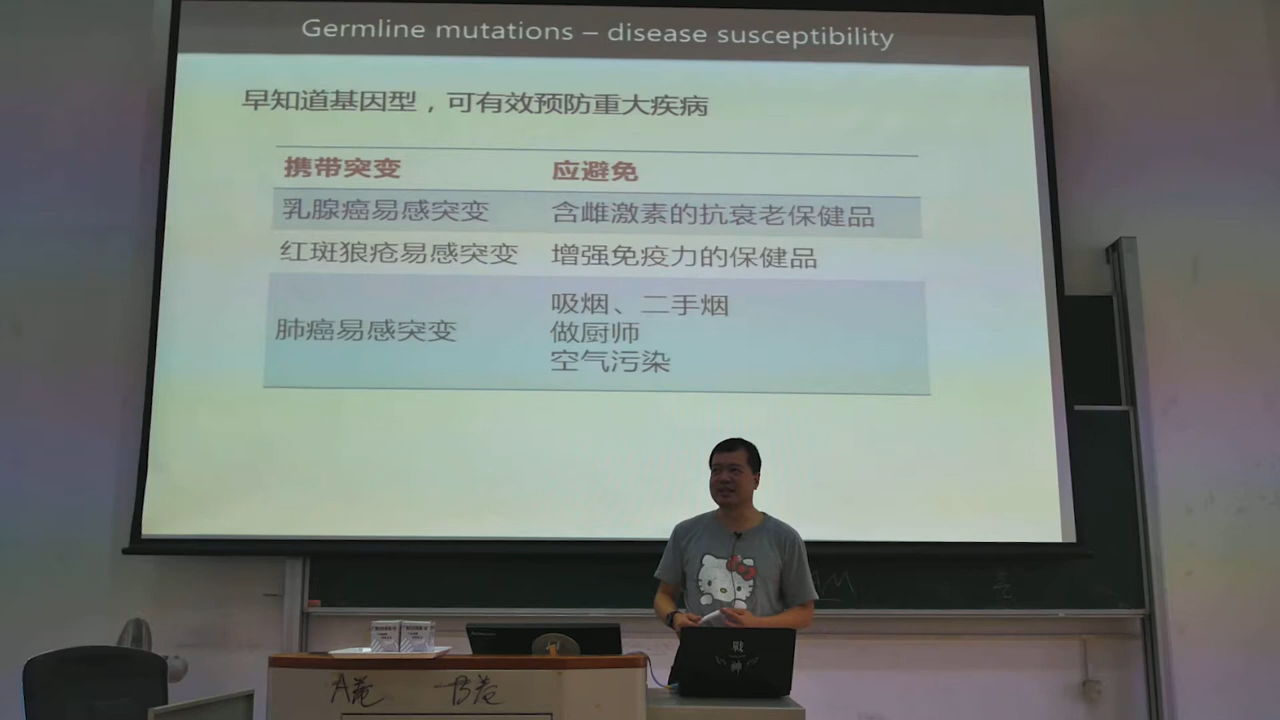 Germline mutations – disease susceptibility
早知道基因型，可有效预防重大疾病
携带突变 应避免
乳腺癌易感突变 含雌激素的抗衰老保健品
红斑狼疮易感突变 增强免疫力的保健品
肺癌易感突变
吸烟、二手烟
做厨师
空气污染
戰
神
A卷 B卷